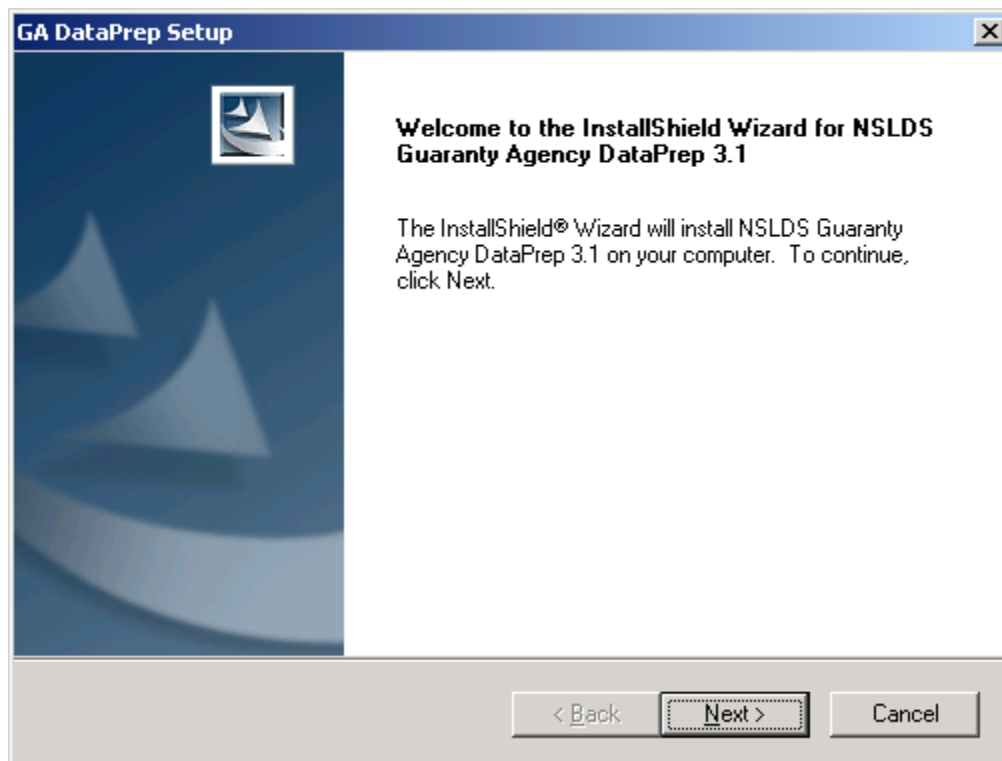 GA DataPrep Setup
Welcome to the InstallShield Wizard for NSLDS
Guaranty Agency DataPrep 3.1
The InstallShield® Wizard will install NSLDS Guaranty
Agency DataPrep 3.1 on your computer.  To continue,
click Next.
< Back
Next >
Cancel